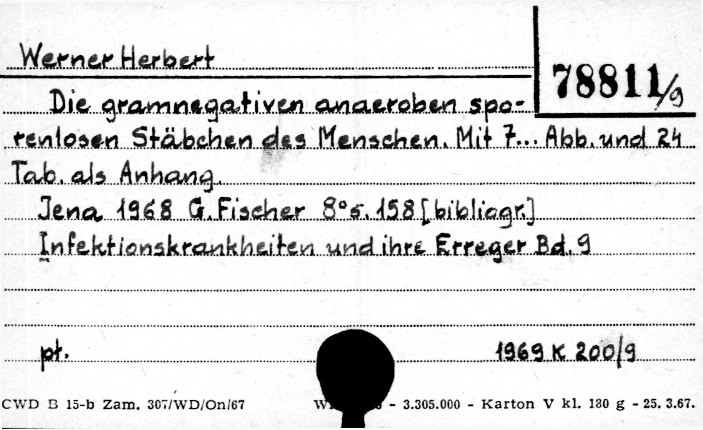 Werner Herbert
78811/9
Die gramnegativen anaeroben spo-
renlosen Stäbchen des Menschen. Mit 7... Abb. und 24
Tab. als Anhang.
Jena 1968 G. Fischer 8° s. 158 [bibliogr.]
Infektionskrankheiten und ihre Erreger Bd. 9
pt. 1969 K 200/9
CWD B 15-b Zam. 307/WD/On/67 - 3.305.000 - Karton V kl. 180 g - 25. 3.67.